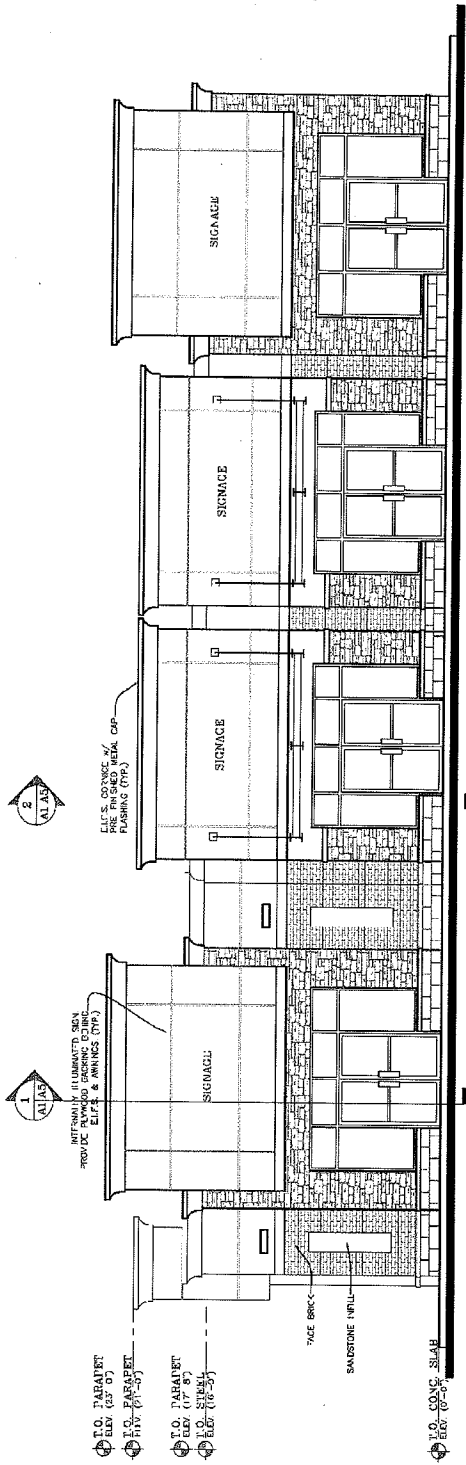 T.O. PARAPET
ELEV. (23'-0")
T.O. PARAPET
ELEV. (21'-0")
T.O. PARAPET
ELEV. (17'-8")
T.O. STEEL
ELEV. (16'-0")
T.O. CONC. SLAB
ELEV. (0'-0")
1
A1 A5
INTERNALLY ILLUMINATED SIGN
PROVIDE PLYWOOD BACKING BEHIND
E.I.F.S. & AWNINGS (TYP.)
2
A1 A5
E.I.F.S. CORNICE W/
PRE FINISHED METAL CAP
FLASHING (TYP.)
SIGNAGE
SIGNAGE
SIGNAGE
SIGNAGE
FACE BRICK
SANDSTONE INFILL